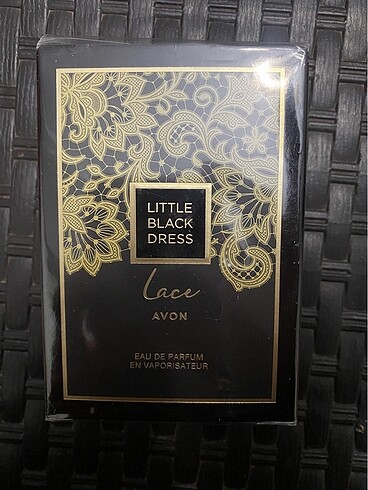 LITTLE
BLACK
DRESS
Lace
AVON
EAU DE PARFUM
EN VAPORISATEUR